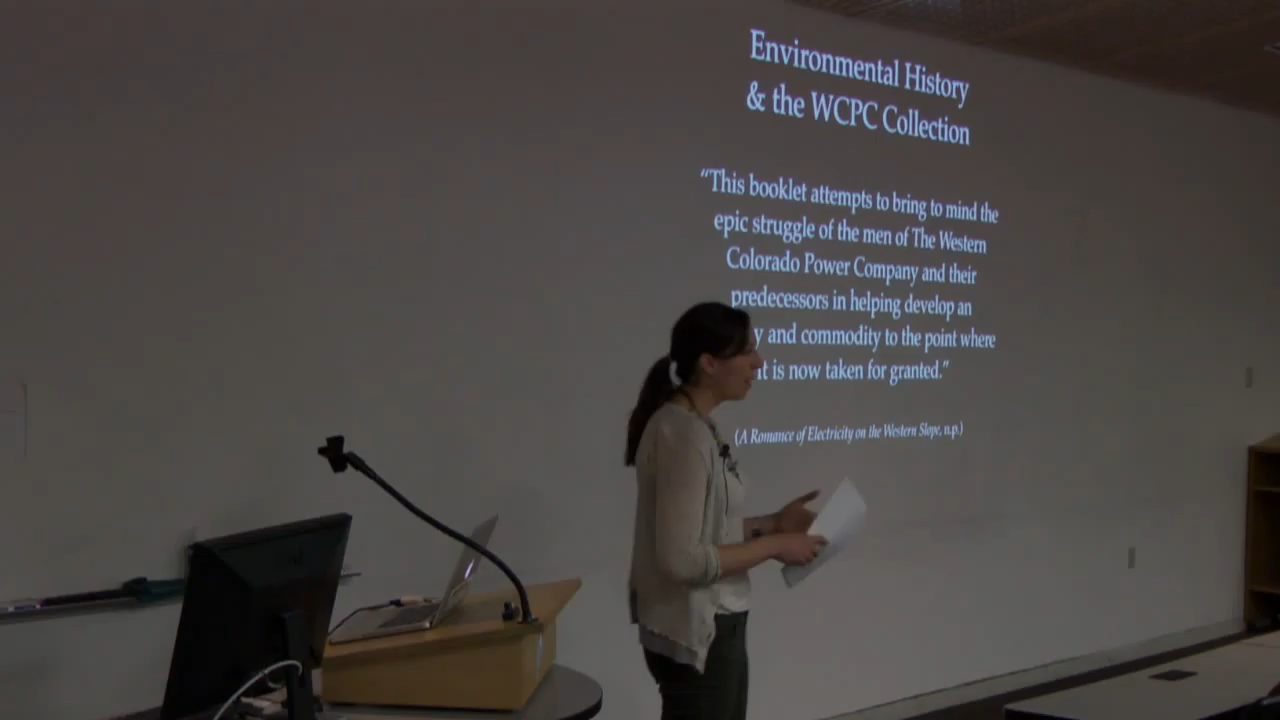 Environmental History
& the WCPC Collection
“This booklet attempts to bring to mind the
epic struggle of the men of The Western
Colorado Power Company and their
predecessors in helping develop an
y and commodity to the point where
it is now taken for granted.”
(A Romance of Electricity on the Western Slope, n.p.)